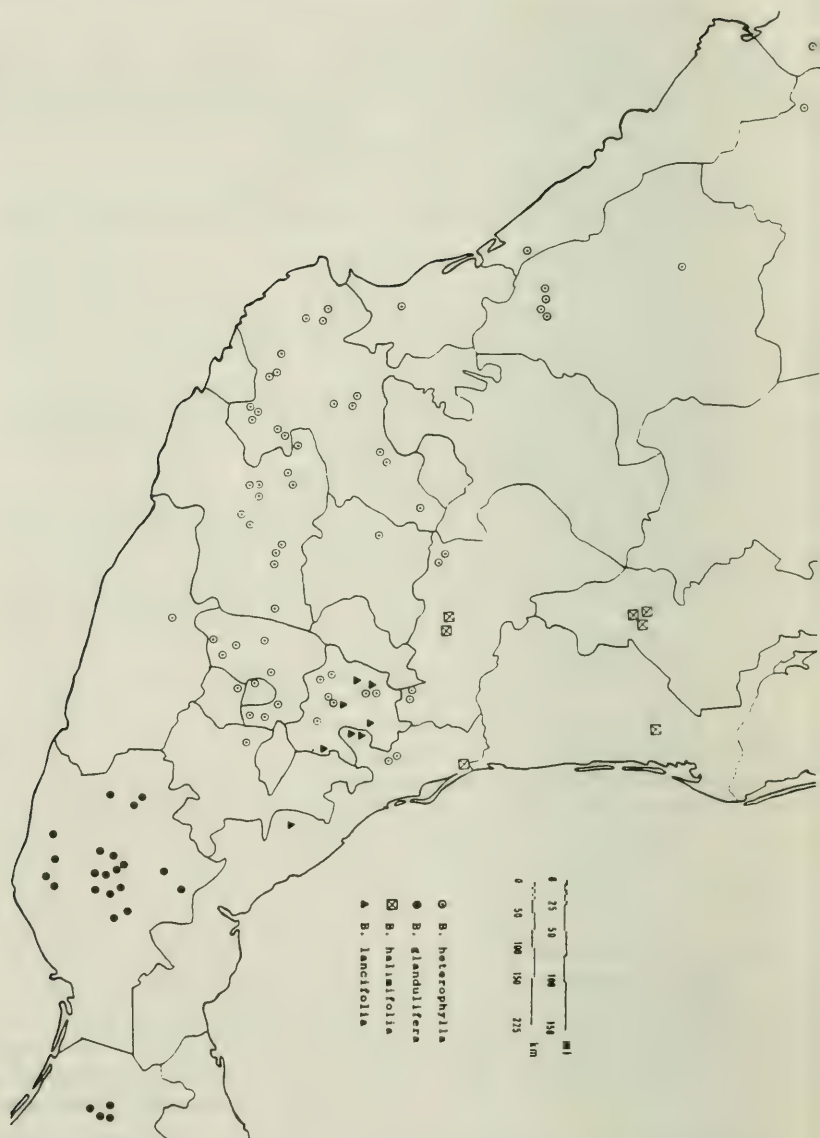 0 25 50 100 150 mi
0 50 100 150 225 km
B. heterophylla
B. glandulifera
B. halimifolia
B. lancifolia